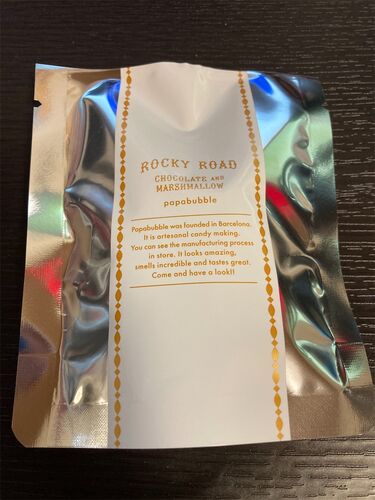 ROCKY ROAD
CHOCOLATE AND
MARSHMALLOW
papabubble
Papabubble was founded in Barcelona.
It is artesanal candy making.
You can see the manufacturing process
in store. It looks amazing,
smells incredible and tastes great.
Come and have a look!!